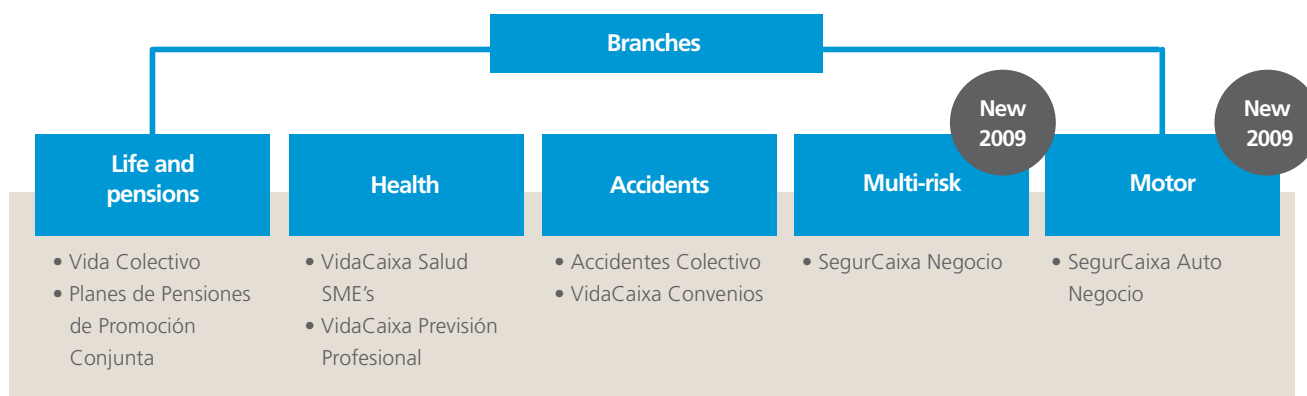 Branches
Life and
pensions
• Vida Colectivo
• Planes de Pensiones
de Promoción
Conjunta
Health
• VidaCaixa Salud
SME's
• VidaCaixa Previsión
Profesional
Accidents
• Accidentes Colectivo
• VidaCaixa Convenios
New
2009
Multi-risk
• SegurCaixa Negocio
New
2009
Motor
• SegurCaixa Auto
Negocio